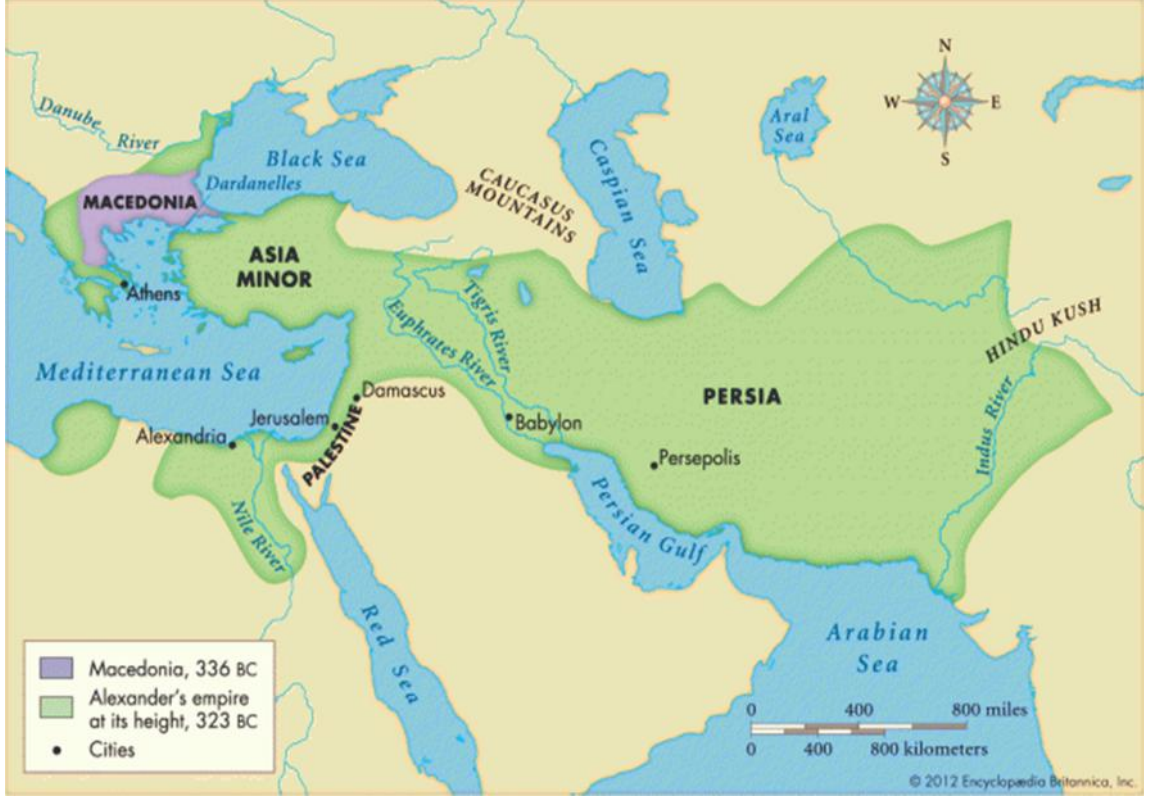 N
W
E
S
Danube
River
Aral
Sea
Black Sea
Caspian Sea
CAUCASUS
MOUNTAINS
Dardanelles
MACEDONIA
ASIA
MINOR
Athens
Tigris River
Euphrates River
HINDU KUSH
Mediterranean Sea
Damascus
PERSIA
Jerusalem
Babylon
Alexandria
PALESTINE
Persepolis
Indus River
Nile River
Persian Gulf
Red Sea
Arabian
Sea
Macedonia, 336 BC
Alexander's empire
at its height, 323 BC
Cities
0 400 800 miles
0 400 800 kilometers
© 2012 Encyclopædia Britannica, Inc.